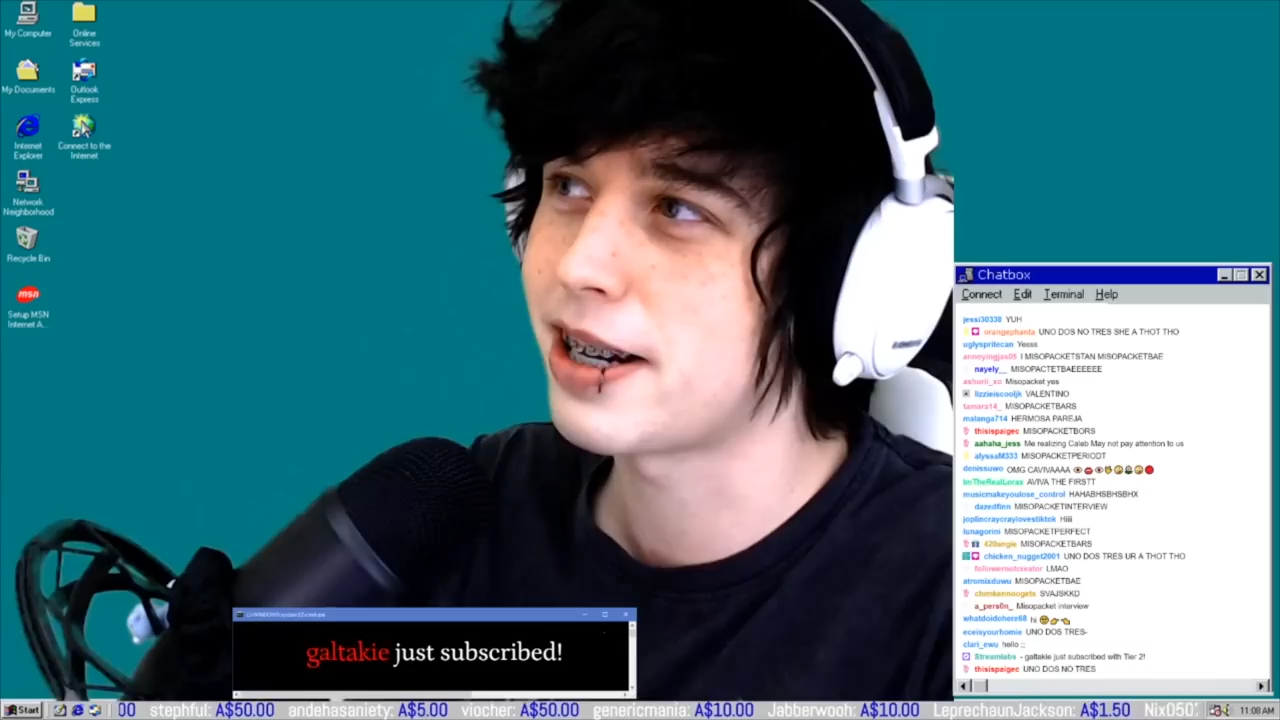 My Computer
Online
Services
My Documents
Outlook
Express
Internet
Explorer
Connect to the
Internet
Network
Neighborhood
Recycle Bin
msn
Setup MSN
Internet A...
Chatbox
Connect Edit Terminal Help
jessi30338 YUH
orangephanta UNO DOS NO TRES SHE A THOT THO
uglyspritecan Yesss
annoyingjas05 I MISOPACKETSTAN MISOPACKETBAE
nayely__ MISOPACTETBAEEEEEE
Misopacket yes
lizzieiscooljk VALENTINO
tamara14_ MISOPACKETBARS
malanga714 HERMOSA PAREJA
thisispaigec MISOPACKETBORS
aahaha_jess Me realizing Caleb May not pay attention to us
alyssaM333 MISOPACKETPERIODT
denissuwo OMG CAVIVAAAA
ImTheRealLorax AVIVA THE FIRSTT
musicmakeyoulose_control HAHABHSBHSBHX
dazedfinn MISOPACKETINTERVIEW
joplincraycraylovestiktok Hiiii
lunagorini MISOPACKETPERFECT
420angie MISOPACKETBARS
chicken_nugget2001 UNO DOS TRES UR A THOT THO
followernotcreator LMAO
atromixduwu MISOPACKETBAE
chimkennoogets SVAJSKKD
a_pers0n_ Misopacket interview
whatdoidohere68 hi
eceisyourhomie UNO DOS TRES-
clari_ewu hello ;;
Streamlabs - galtakie just subscribed with Tier 2!
thisispaigec UNO DOS NO TRES
galtakie just subscribed!
Start 00 stephful: A$50.00 andehasaniety: A$5.00 viocher: A$50.00 genericmania: A$10.00 Jabberwooh: A$10.00 LeprechaunJackson: A$1.50 Nix050 11:08 AM